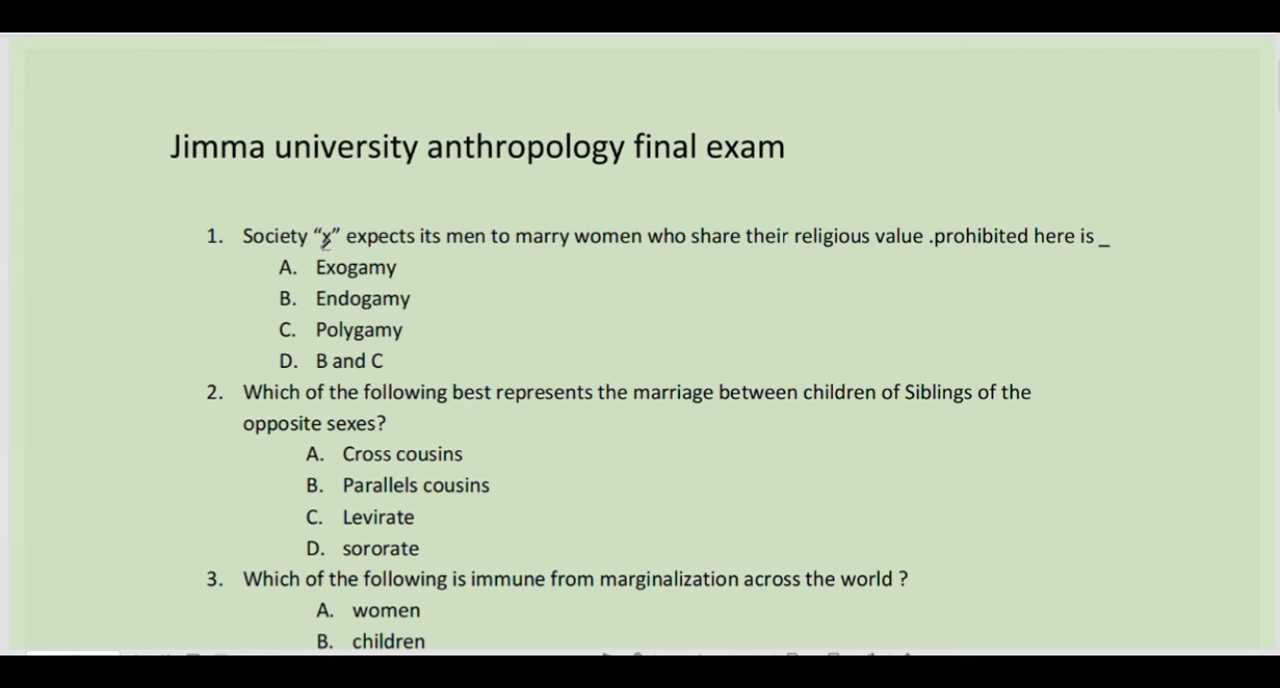 Jimma university anthropology final exam
1. Society “x” expects its men to marry women who share their religious value .prohibited here is _
A. Exogamy
B. Endogamy
C. Polygamy
D. B and C
2. Which of the following best represents the marriage between children of Siblings of the
opposite sexes?
A. Cross cousins
B. Parallels cousins
C. Levirate
D. sororate
3. Which of the following is immune from marginalization across the world ?
A. women
B. children